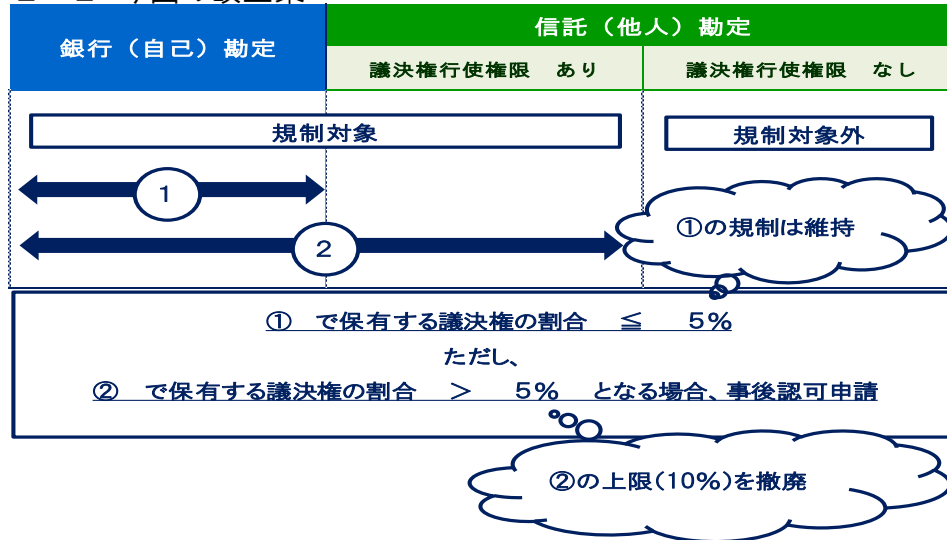 銀行（自己）勘定
信託（他人）勘定
議決権行使権限　あり
議決権行使権限　なし
規制対象
規制対象外
1
2
①の規制は維持
①　で保有する議決権の割合　≦　5%
ただし、
②　で保有する議決権の割合　＞　5%　となる場合、事後認可申請
②の上限(10%)を撤廃